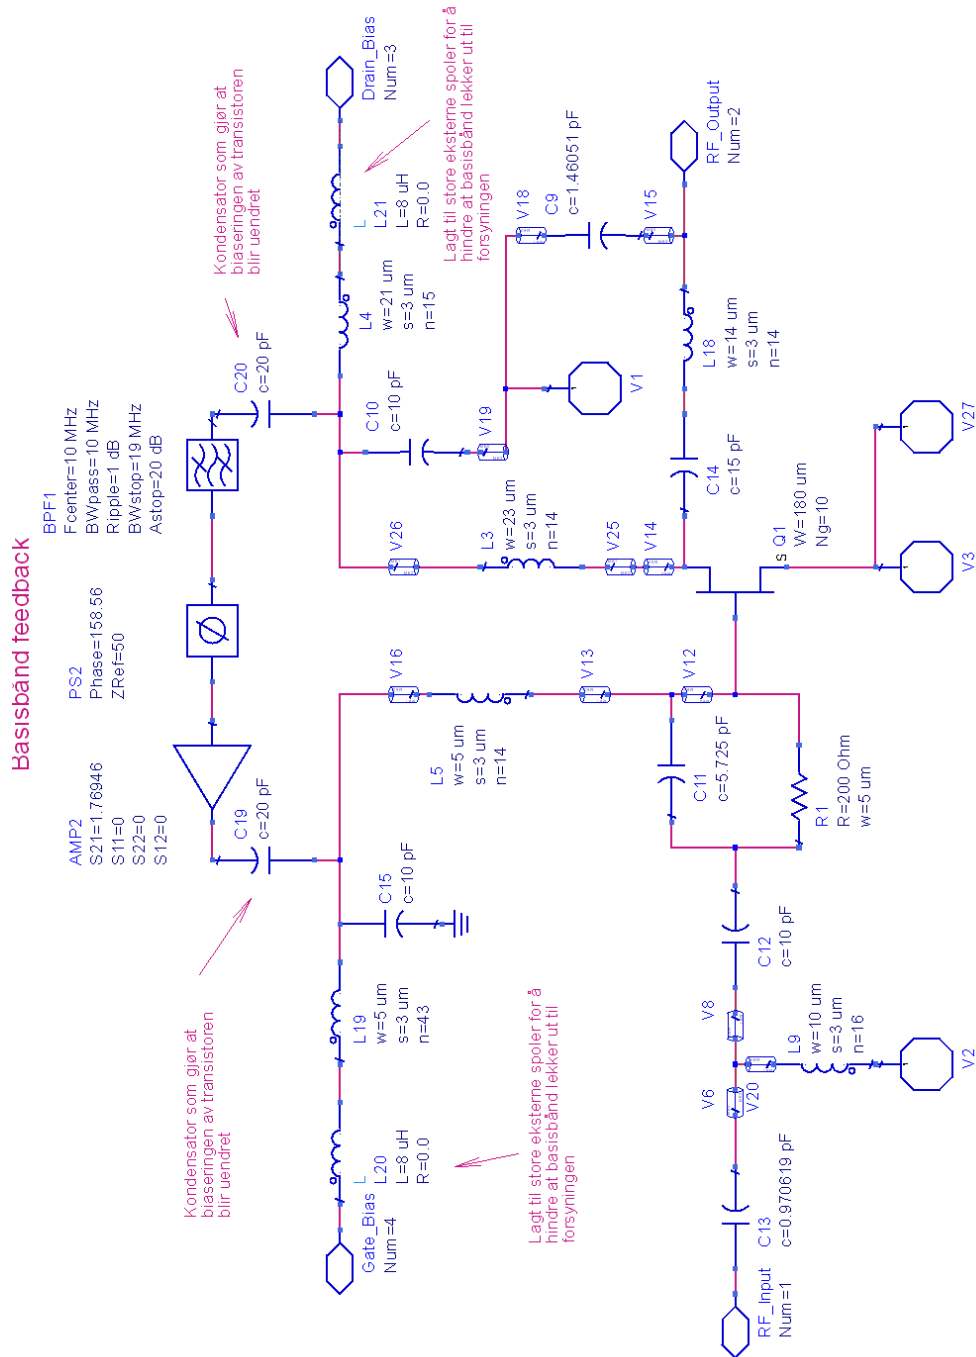 Basisbånd feedback
AMP2
S21=1.76946
S11=0
S22=0
S12=0
PS2
Phase=158.56
ZRef=50
BPF1
Fcenter=10 MHz
BWpass=10 MHz
Ripple=1 dB
BWstop=19 MHz
Astop=20 dB
Kondensator som gjør at
biaseringen av transistoren
blir uendret
C19
c=20 pF
Kondensator som gjør at
biaseringen av transistoren
blir uendret
C20
c=20 pF
Gate_Bias
Num=4
L
L20
L=8 uH
R=0.0
L19
w=5 um
s=3 um
n=43
C15
c=10 pF
Lagt til store eksterne spoler for å
hindre at basisbånd lekker ut til
forsyningen
V16
L5
w=5 um
s=3 um
n=14
V13
V12
C11
c=5.725 pF
R1
R=200 Ohm
w=5 um
V26
L3
w=23 um
s=3 um
n=14
V25
V14
C10
c=10 pF
V19
L4
w=21 um
s=3 um
n=15
L
L21
L=8 uH
R=0.0
Drain_Bias
Num=3
Lagt til store eksterne spoler for å
hindre at basisbånd lekker ut til
forsyningen
V18
C9
c=1.46051 pF
V15
V1
C14
c=15 pF
L18
w=14 um
s=3 um
n=14
RF_Output
Num=2
S
Q1
W=180 um
Ng=10
V3
V27
RF_Input
Num=1
C13
c=0.970619 pF
V6
V20
V8
L9
w=10 um
s=3 um
n=16
V2
C12
c=10 pF